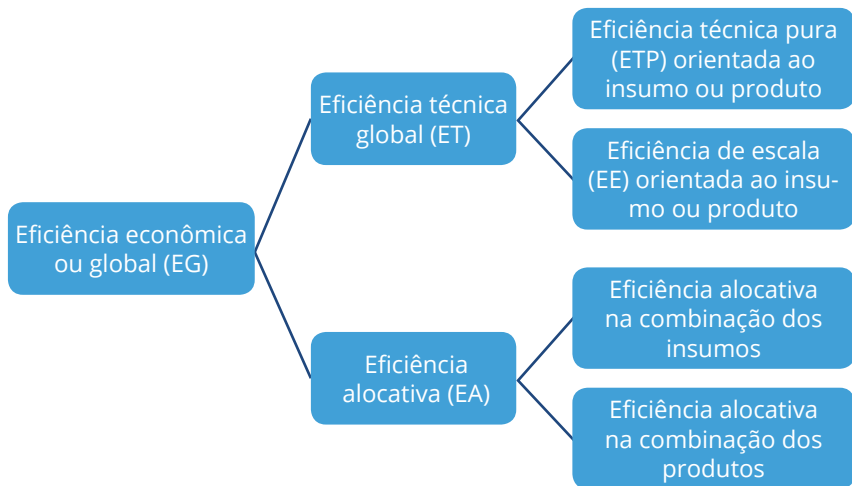 Eficiência técnica pura
(ETP) orientada ao
insumo ou produto
Eficiência técnica
global (ET)
Eficiência de escala
(EE) orientada ao insu-
mo ou produto
Eficiência econômica
ou global (EG)
Eficiência alocativa
na combinação dos
insumos
Eficiência
alocativa (EA)
Eficiência alocativa
na combinação dos
produtos